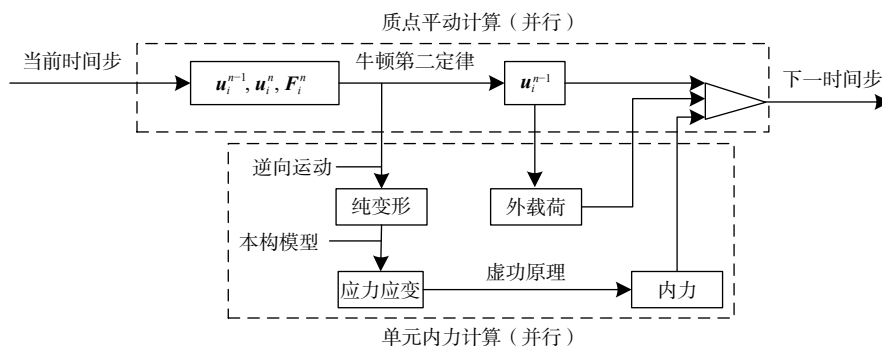 质点平动计算（并行）
当前时间步
u_i^{n-1}, u_i^n, F_i^n
牛顿第二定律
u_i^{n-1}
下一时间步
逆向运动
纯变形
外载荷
本构模型
应力应变
虚功原理
内力
单元内力计算（并行）